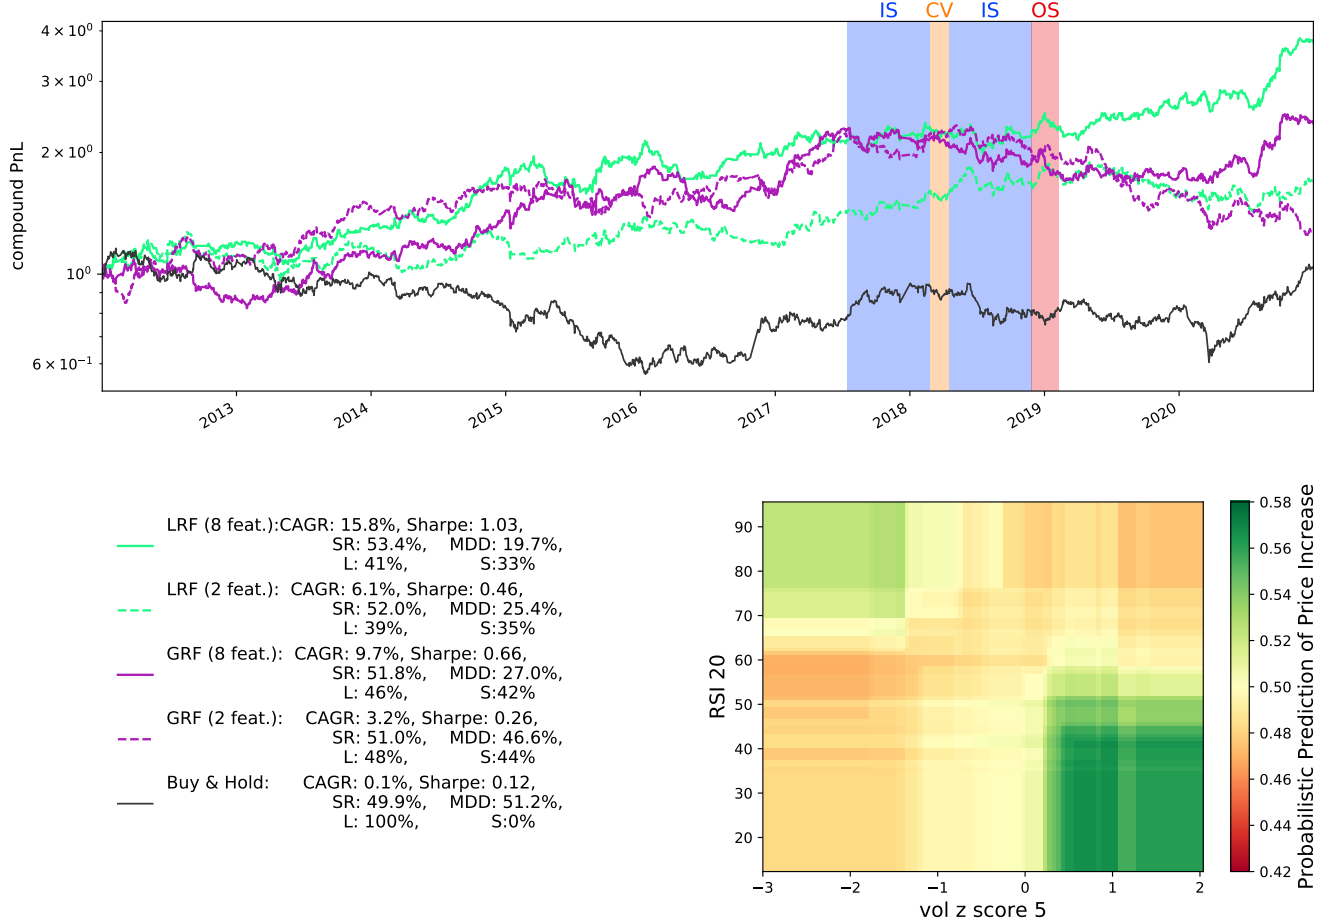 IS CV IS OS
4 × 10⁰
3 × 10⁰
2 × 10⁰
10⁰
6 × 10⁻¹
compound PnL
2013 2014 2015 2016 2017 2018 2019 2020
LRF (8 feat.):CAGR: 15.8%, Sharpe: 1.03,
SR: 53.4%, MDD: 19.7%,
L: 41%, S:33%
LRF (2 feat.): CAGR: 6.1%, Sharpe: 0.46,
SR: 52.0%, MDD: 25.4%,
L: 39%, S:35%
GRF (8 feat.): CAGR: 9.7%, Sharpe: 0.66,
SR: 51.8%, MDD: 27.0%,
L: 46%, S:42%
GRF (2 feat.): CAGR: 3.2%, Sharpe: 0.26,
SR: 51.0%, MDD: 46.6%,
L: 48%, S:44%
Buy & Hold: CAGR: 0.1%, Sharpe: 0.12,
SR: 49.9%, MDD: 51.2%,
L: 100%, S:0%
RSI 20
90
80
70
60
50
40
30
20
−3 −2 −1 0 1 2
vol z score 5
0.58
0.56
0.54
0.52
0.50
0.48
0.46
0.44
0.42
Probabilistic Prediction of Price Increase